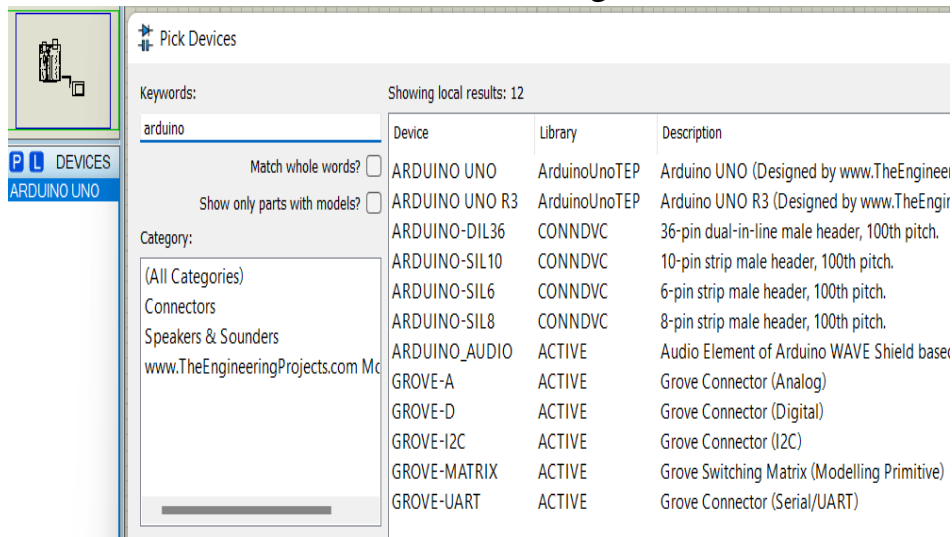 Pick Devices
Keywords:
arduino
Match whole words?
Show only parts with models?
Category:
(All Categories)
Connectors
Speakers & Sounders
www.TheEngineeringProjects.com Mo
P L DEVICES
ARDUINO UNO
Showing local results: 12
Device Library Description
ARDUINO UNO ArduinoUnoTEP Arduino UNO (Designed by www.TheEngineer
ARDUINO UNO R3 ArduinoUnoTEP Arduino UNO R3 (Designed by www.TheEngin
ARDUINO-DIL36 CONNDVC 36-pin dual-in-line male header, 100th pitch.
ARDUINO-SIL10 CONNDVC 10-pin strip male header, 100th pitch.
ARDUINO-SIL6 CONNDVC 6-pin strip male header, 100th pitch.
ARDUINO-SIL8 CONNDVC 8-pin strip male header, 100th pitch.
ARDUINO_AUDIO ACTIVE Audio Element of Arduino WAVE Shield based
GROVE-A ACTIVE Grove Connector (Analog)
GROVE-D ACTIVE Grove Connector (Digital)
GROVE-I2C ACTIVE Grove Connector (I2C)
GROVE-MATRIX ACTIVE Grove Switching Matrix (Modelling Primitive)
GROVE-UART ACTIVE Grove Connector (Serial/UART)